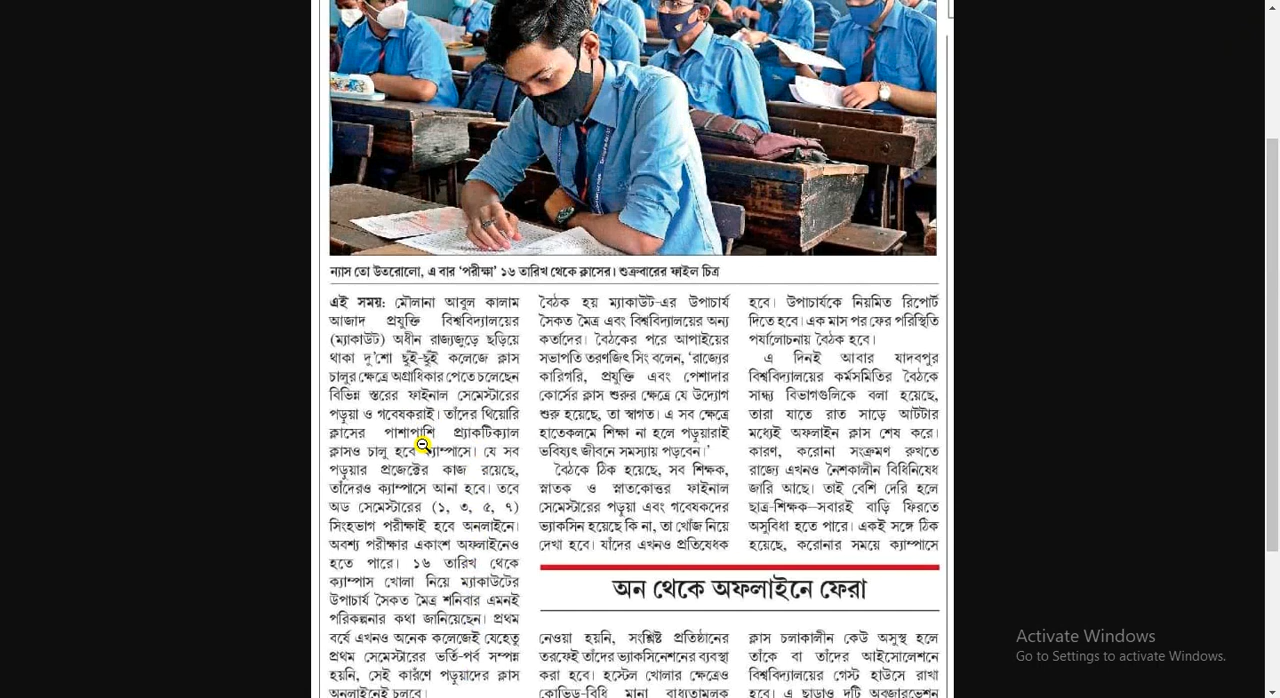 ন্যাস তো উতরোলো, এ বার ‘পরীক্ষা’ ১৬ তারিখ থেকে ক্লাসের। শুক্রবারের ফাইল চিত্র
এই সময়: মৌলানা আবুল কালাম
আজাদ প্রযুক্তি বিশ্ববিদ্যালয়ের
(ম্যাকাউট) অধীন রাজ্যজুড়ে ছড়িয়ে
থাকা দু'শো ছুঁই-ছুঁই কলেজে ক্লাস
চালুর ক্ষেত্রে অগ্রাধিকার পেতে চলেছেন
বিভিন্ন স্তরের ফাইনাল সেমেস্টারের
পড়ুয়া ও গবেষকরাই। তাঁদের থিয়োরি
ক্লাসের পাশাপাশি প্র্যাকটিক্যাল
ক্লাসও চালু হবে ক্যাম্পাসে। যে সব
পড়ুয়ার প্রজেক্টের কাজ রয়েছে,
তাঁদেরও ক্যাম্পাসে আনা হবে। তবে
অড সেমেস্টারের (১, ৩, ৫, ৭)
সিংহভাগ পরীক্ষাই হবে অনলাইনে।
অবশ্য পরীক্ষার একাংশ অফলাইনেও
হতে পারে। ১৬ তারিখ থেকে
ক্যাম্পাস খোলা নিয়ে ম্যাকাউটের
উপাচার্য সৈকত মৈত্র শনিবার এমনই
পরিকল্পনার কথা জানিয়েছেন। প্রথম
বর্ষে এখনও অনেক কলেজেই যেহেতু
প্রথম সেমেস্টারের ভর্তি-পর্ব সম্পন্ন
হয়নি, সেই কারণে পড়ুয়াদের ক্লাস
অনলাইনেই চলবে।
বৈঠক হয় ম্যাকাউট-এর উপাচার্য
সৈকত মৈত্র এবং বিশ্ববিদ্যালয়ের অন্য
কর্তাদের। বৈঠকের পরে আপাইয়ের
সভাপতি তরণজিৎ সিং বলেন, ‘রাজ্যের
কারিগরি, প্রযুক্তি এবং পেশাদার
কোর্সের ক্লাস শুরুর ক্ষেত্রে যে উদ্যোগ
শুরু হয়েছে, তা স্বাগত। এ সব ক্ষেত্রে
হাতেকলমে শিক্ষা না হলে পড়ুয়ারাই
ভবিষ্যৎ জীবনে সমস্যায় পড়বেন।’
বৈঠকে ঠিক হয়েছে, সব শিক্ষক,
স্নাতক ও স্নাতকোত্তর ফাইনাল
সেমেস্টারের পড়ুয়া এবং গবেষকদের
ভ্যাকসিন হয়েছে কি না, তা খোঁজ নিয়ে
দেখা হবে। যাঁদের এখনও প্রতিষেধক
হবে। উপাচার্যকে নিয়মিত রিপোর্ট
দিতে হবে। এক মাস পর ফের পরিস্থিতি
পর্যালোচনায় বৈঠক হবে।
এ দিনই আবার যাদবপুর
বিশ্ববিদ্যালয়ের কর্মসমিতির বৈঠকে
সান্ধ্য বিভাগগুলিকে বলা হয়েছে,
তারা যাতে রাত সাড়ে আটটার
মধ্যেই অফলাইন ক্লাস শেষ করে।
কারণ, করোনা সংক্রমণ রুখতে
রাজ্যে এখনও নৈশকালীন বিধিনিষেধ
জারি আছে। তাই বেশি দেরি হলে
ছাত্র-শিক্ষক—সবারই বাড়ি ফিরতে
অসুবিধা হতে পারে। একই সঙ্গে ঠিক
হয়েছে, করোনার সময়ে ক্যাম্পাসে
অন থেকে অফলাইনে ফেরা
নেওয়া হয়নি, সংশ্লিষ্ট প্রতিষ্ঠানের
তরফেই তাঁদের ভ্যাকসিনেশনের ব্যবস্থা
করা হবে। হস্টেল খোলার ক্ষেত্রেও
কোভিড-বিধি মানা বাধ্যতামূলক
ক্লাস চলাকালীন কেউ অসুস্থ হলে
তাঁকে বা তাঁদের আইসোলেশনে
বিশ্ববিদ্যালয়ের গেস্ট হাউসে রাখা
হবে। এ ছাড়াও দুটি অবজারভেশন
Activate Windows
Go to Settings to activate Windows.